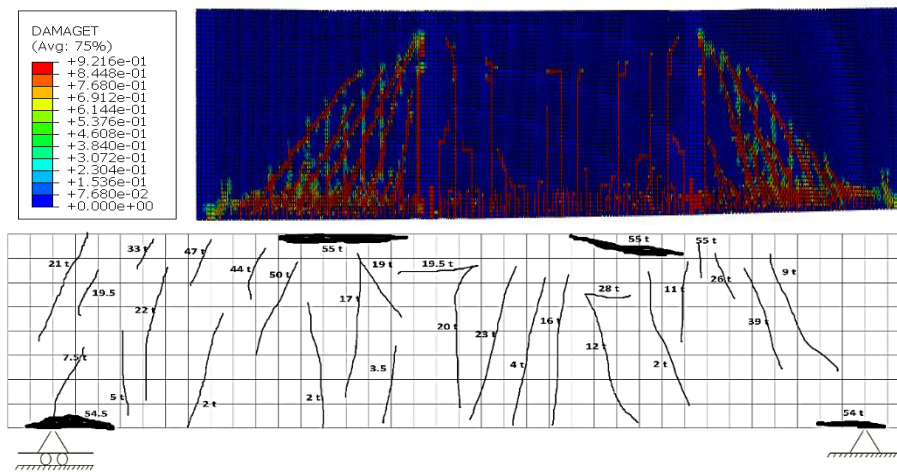 DAMAGET
(Avg: 75%)
+9.216e-01
+8.448e-01
+7.680e-01
+6.912e-01
+6.144e-01
+5.376e-01
+4.608e-01
+3.840e-01
+3.072e-01
+2.304e-01
+1.536e-01
+7.680e-02
+0.000e+00
33 t
47 t
55 t
55 t
55 t
21 t
44 t
50 t
19 t
19.5 t
26 t
9 t
19.5
22 t
17 t
28 t
11 t
20 t
23 t
16 t
39 t
7.5 t
4 t
12 t
2 t
3.5
5 t
2 t
2 t
54.5
54 t